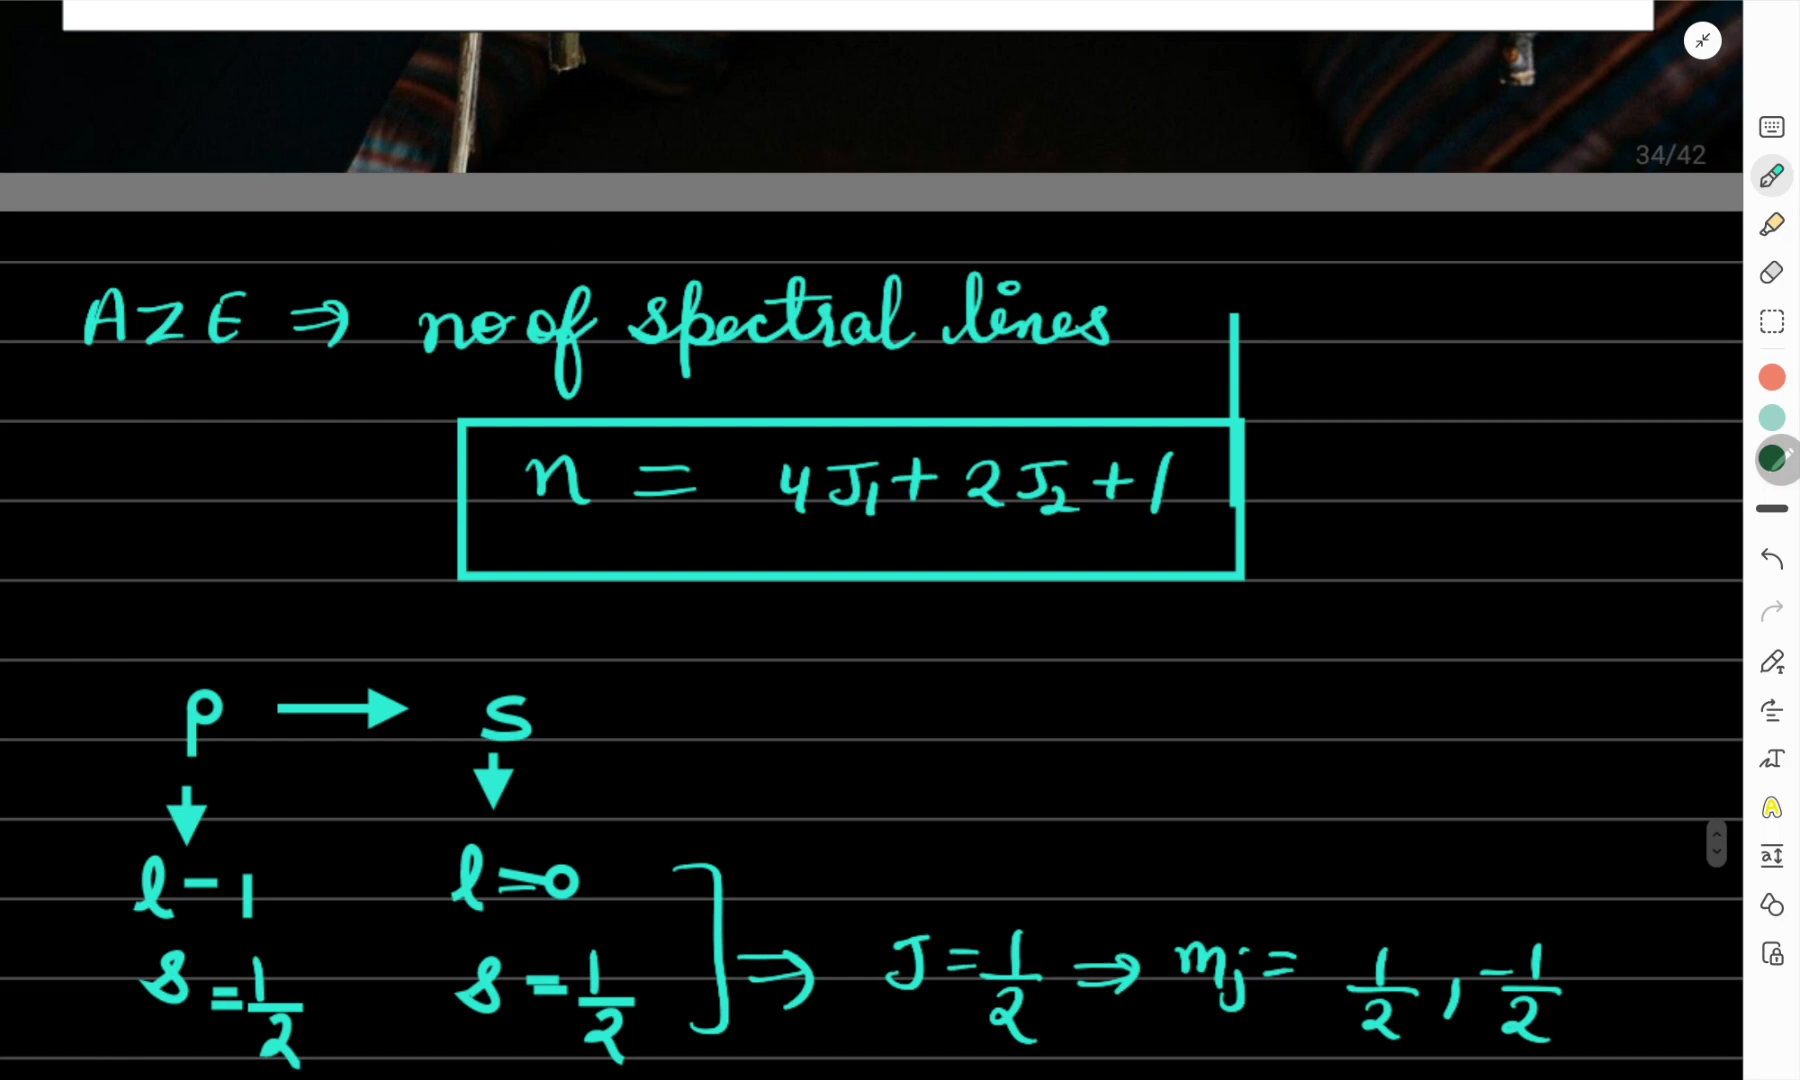 34/42
AZE ⇒ no of spectral lines
n = 4J₁ + 2J₂ + 1
p → s
l - 1 l = 0
s = 1/2 s = 1/2 ] ⇒ J = 1/2 ⇒ mj = 1/2, -1/2